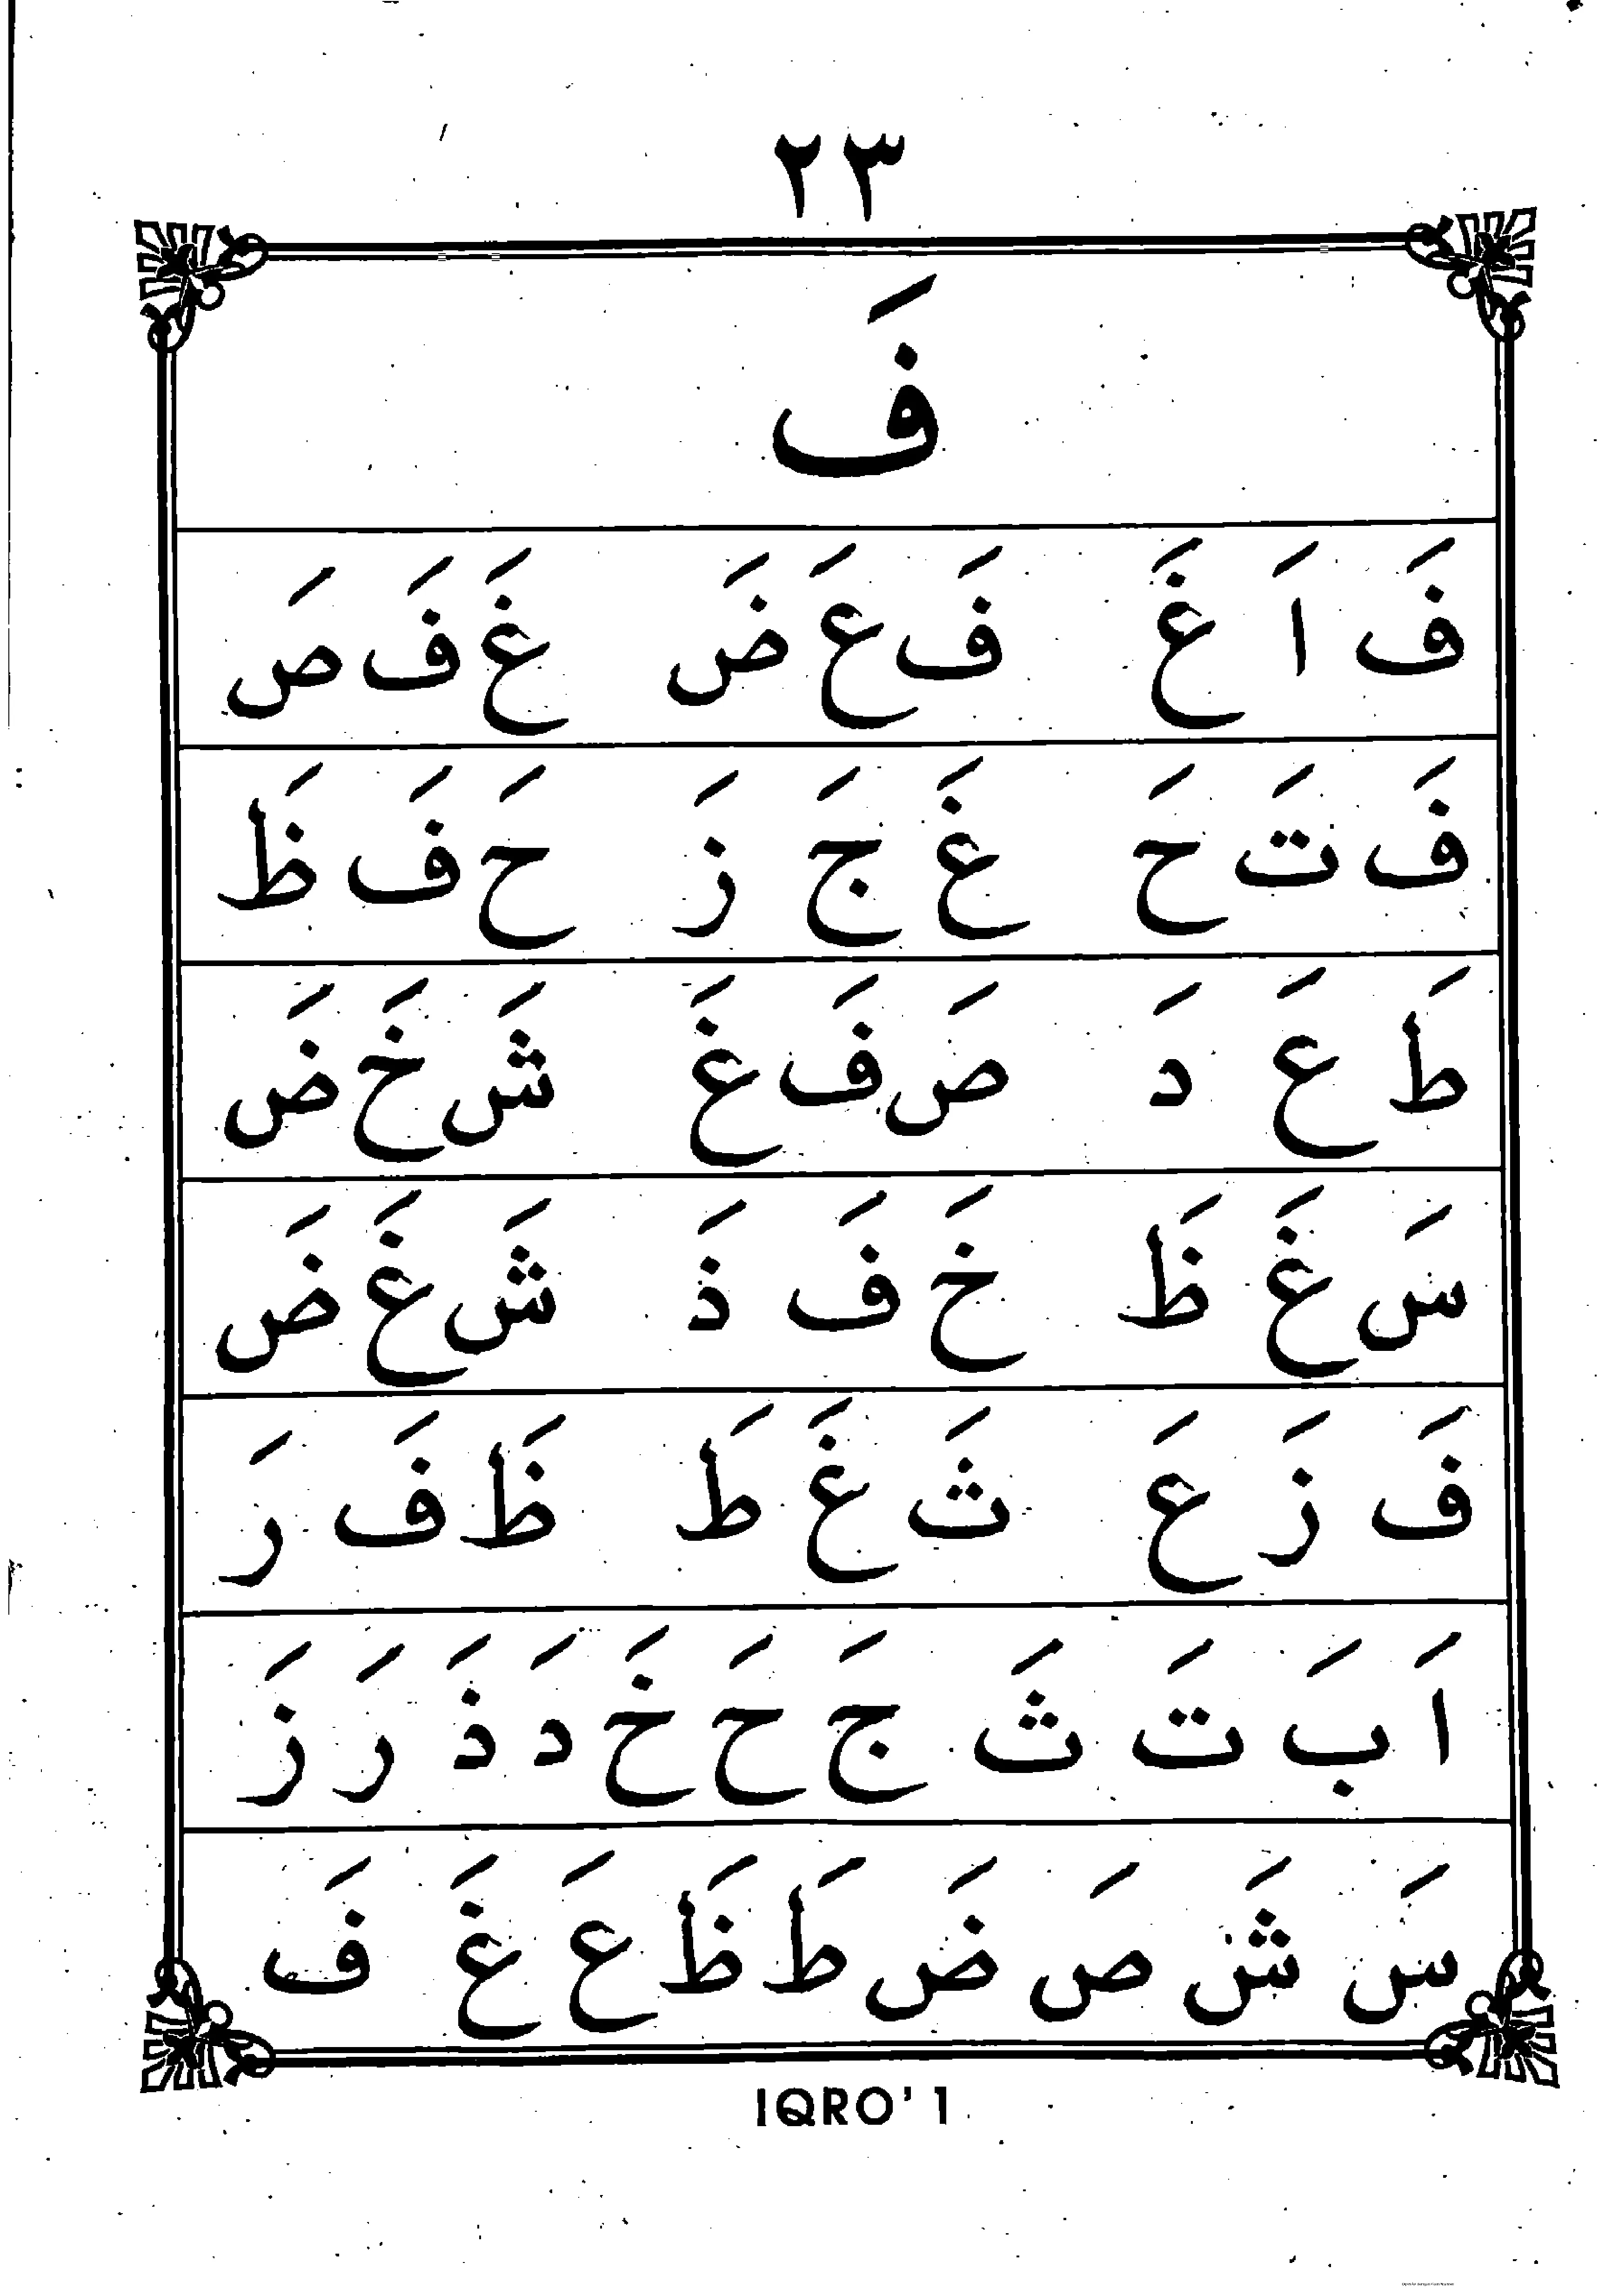 ٢٣
فَ
فَ اَ غَ فَ عَ ضَ غَ فَ صَ
فَ تَ حَ غَ جَ زَ حَ فَ ظَ
طَ عَ دَ صَ فَ غَ شَ خَ ضَ
سَ غَ ظَ خَ فَ ذَ شَ غَ ضَ
فَ زَ عَ ثَ غَ طَ ظَ فَ رَ
اَ بَ تَ ثَ جَ حَ خَ دَ ذَ رَ زَ
سَ شَ صَ ضَ طَ ظَ عَ غَ فَ
IQRO' 1